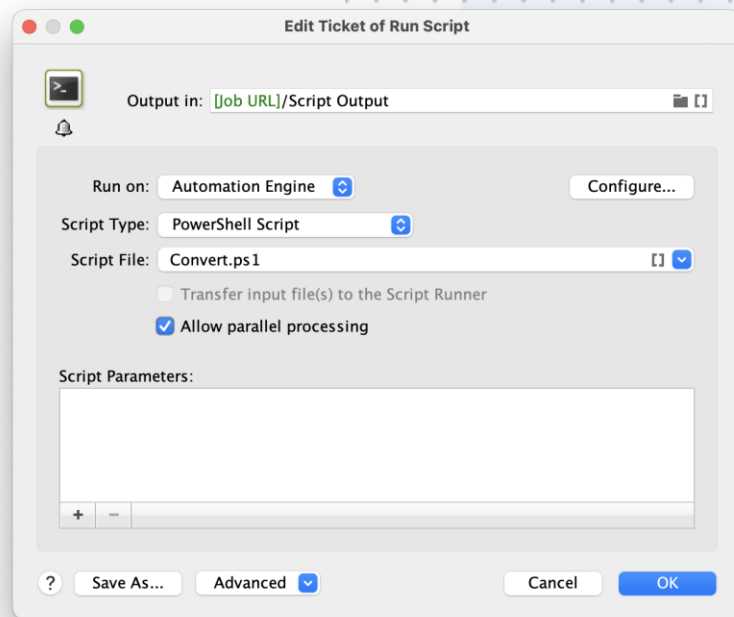 Edit Ticket of Run Script
Output in: [Job URL]/Script Output
Run on: Automation Engine Configure...
Script Type: PowerShell Script
Script File: Convert.ps1
Transfer input file(s) to the Script Runner
Allow parallel processing
Script Parameters:
+ −
? Save As... Advanced Cancel OK